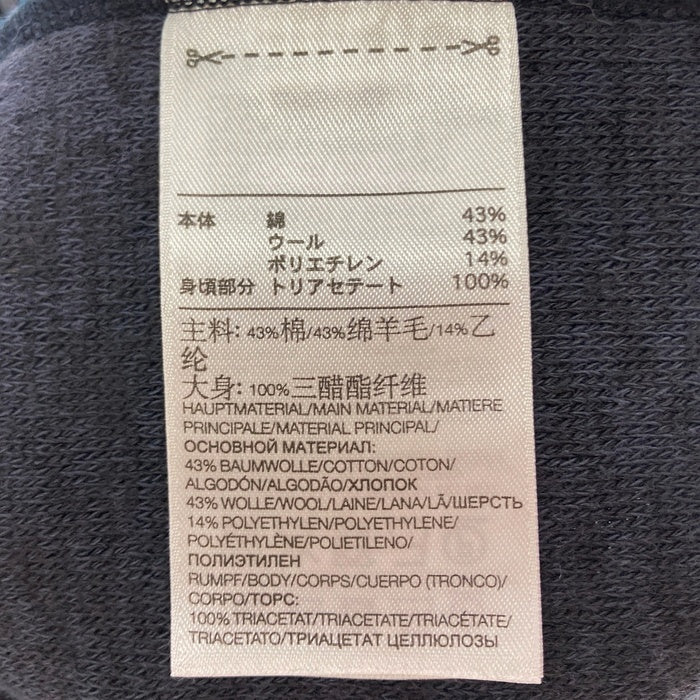 本体 綿 43%
ウール 43%
ポリエチレン 14%
身頃部分 トリアセテート 100%
主料: 43%棉/43%绵羊毛/14%乙
纶
大身: 100%三醋酯纤维
HAUPTMATERIAL/MAIN MATERIAL/MATIERE
PRINCIPALE/MATERIAL PRINCIPAL/
ОСНОВНОЙ МАТЕРИАЛ:
43% BAUMWOLLE/COTTON/COTON/
ALGODÓN/ALGODÃO/ХЛОПОК
43% WOLLE/WOOL/LAINE/LANA/LÃ/ШЕРСТЬ
14% POLYETHYLEN/POLYETHYLENE/
POLYÉTHYLÈNE/POLIETILENO/
ПОЛИЭТИЛЕН
RUMPF/BODY/CORPS/CUERPO (TRONCO)/
CORPO/ТОРС:
100% TRIACETAT/TRIACETATE/TRIACÉTATE/
TRIACETATO/ТРИАЦЕТАТ ЦЕЛЛЮЛОЗЫ